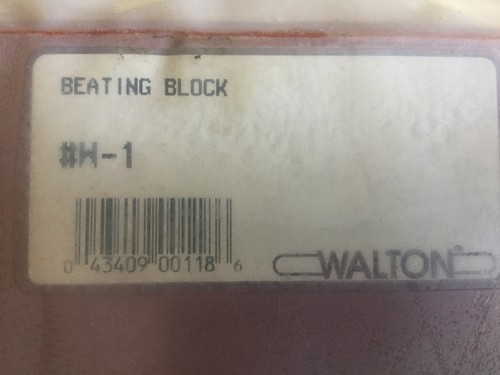 BEATING BLOCK
#W-1
0 43409 00118 6
WALTON